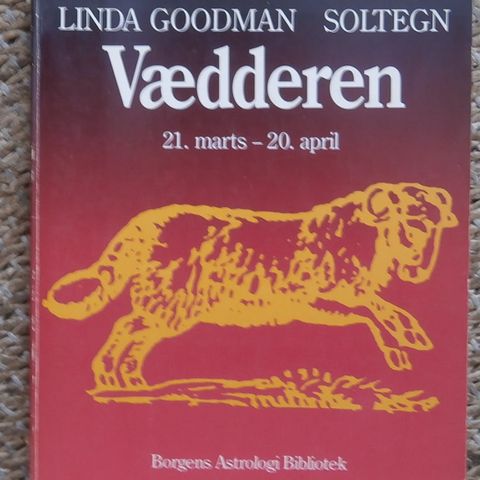 LINDA GOODMAN SOLTEGN
Vædderen
21. marts – 20. april
Borgens Astrologi Bibliotek